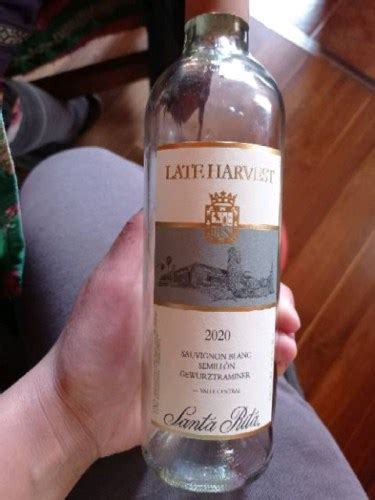 LATE HARVEST
2020
SAUVIGNON BLANC
SEMILLÓN
GEWÜRZTRAMINER
VALLE CENTRAL
Santa Rita